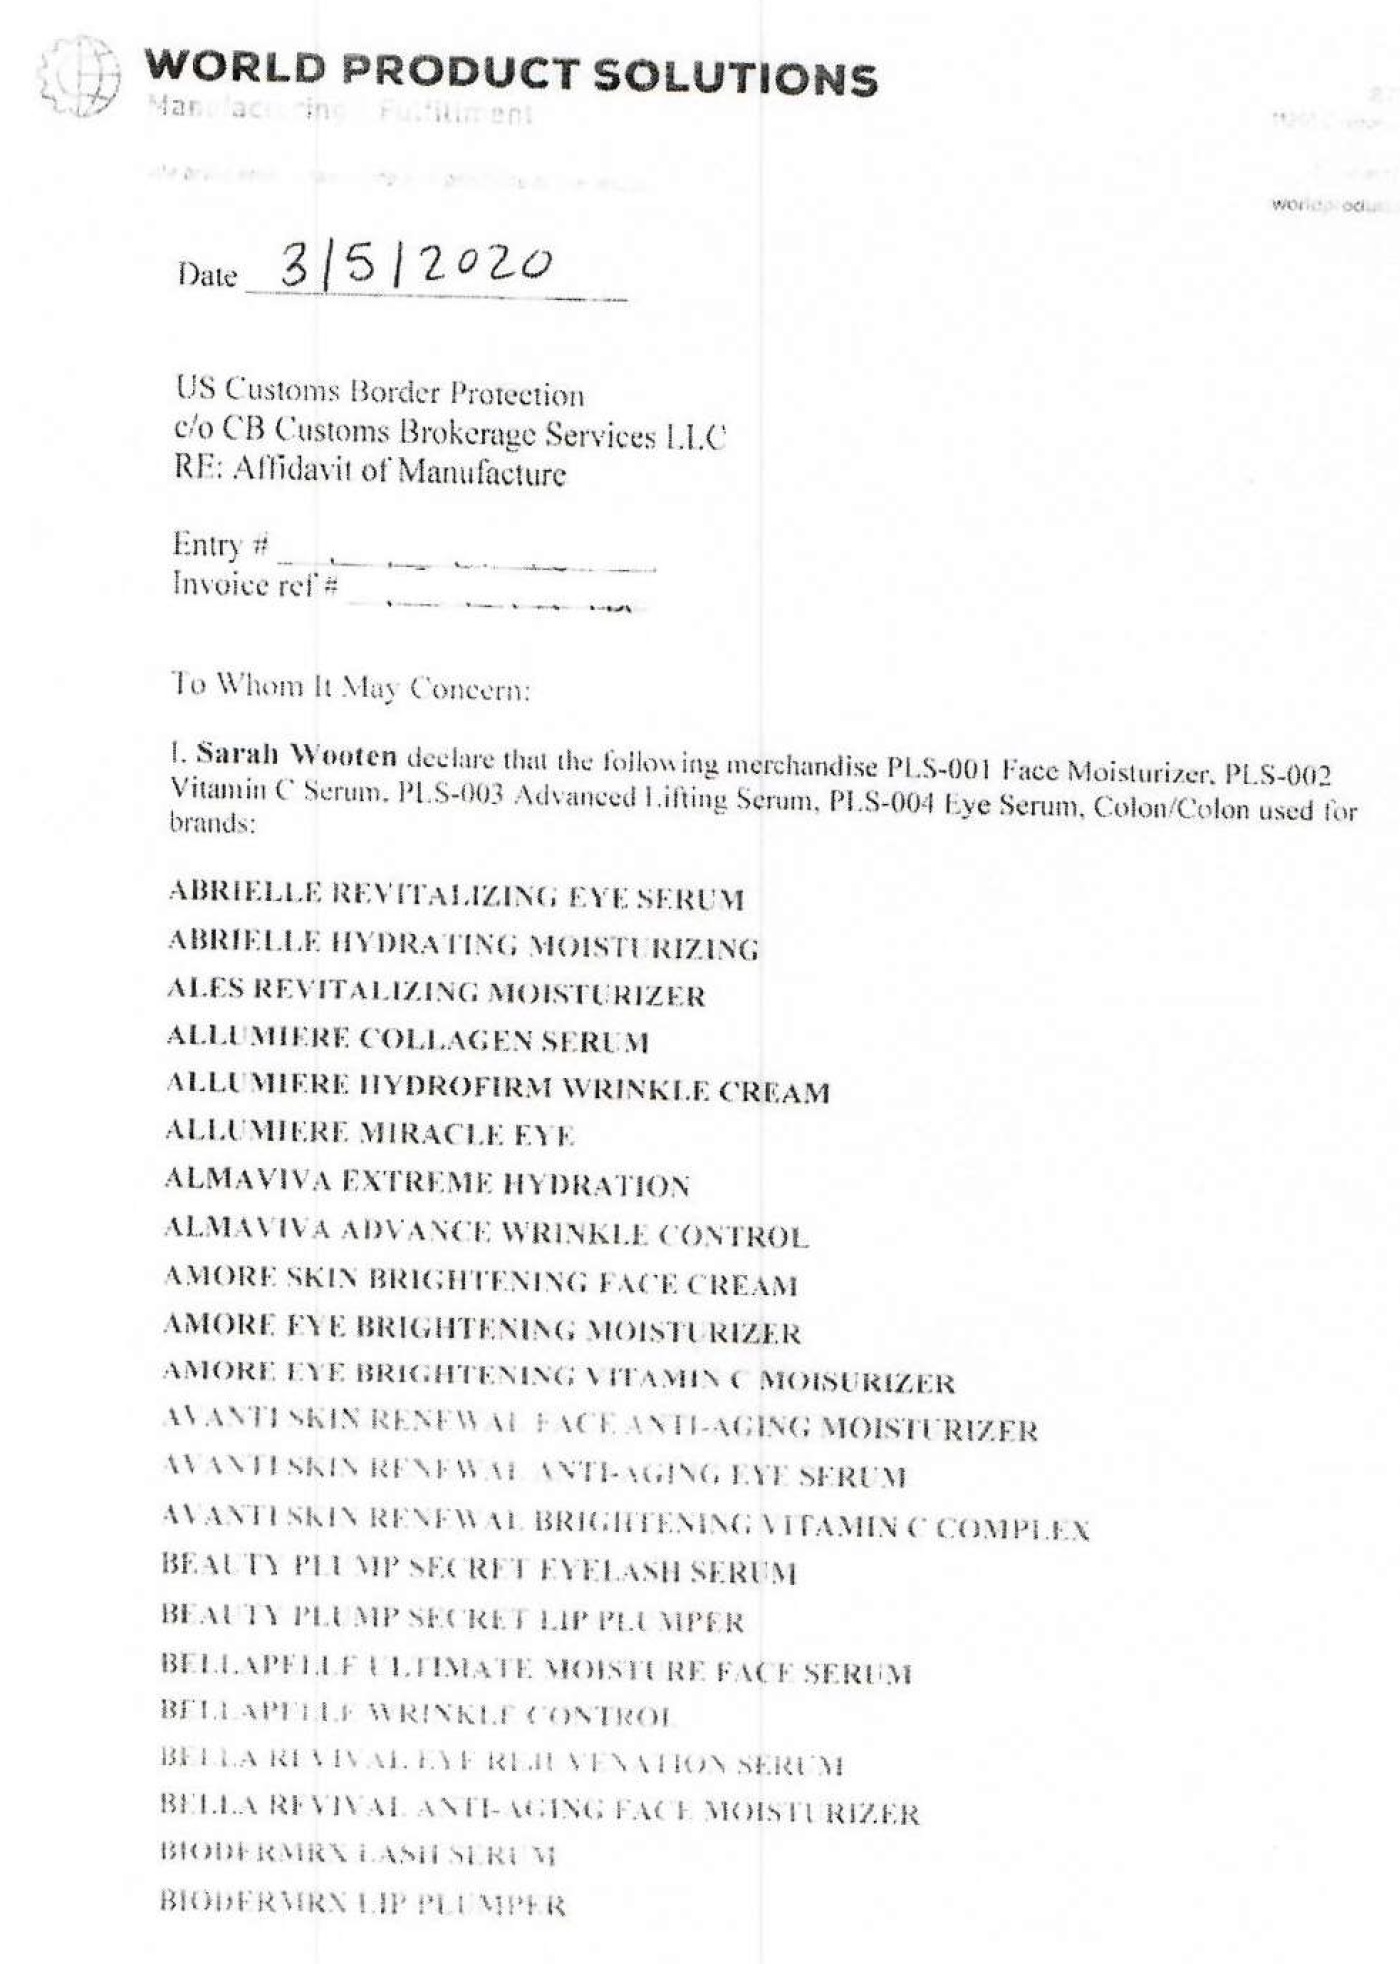 WORLD PRODUCT SOLUTIONS
Manufacturing Fulfillment
Date 3/5/2020
US Customs Border Protection
c/o CB Customs Brokerage Services LLC
RE: Affidavit of Manufacture
Entry #
Invoice ref #
To Whom It May Concern:
I. Sarah Wooten declare that the following merchandise PLS-001 Face Moisturizer, PLS-002
Vitamin C Serum, PLS-003 Advanced Lifting Serum, PLS-004 Eye Serum, Colon/Colon used for
brands:
ABRIELLE REVITALIZING EYE SERUM
ABRIELLE HYDRATING MOISTURIZING
ALES REVITALIZING MOISTURIZER
ALLUMIERE COLLAGEN SERUM
ALLUMIERE HYDROFIRM WRINKLE CREAM
ALLUMIERE MIRACLE EYE
ALMAVIVA EXTREME HYDRATION
ALMAVIVA ADVANCE WRINKLE CONTROL
AMORE SKIN BRIGHTENING FACE CREAM
AMORE EYE BRIGHTENING MOISTURIZER
AMORE EYE BRIGHTENING VITAMIN C MOISURIZER
AVANTI SKIN RENEWAL FACE ANTI-AGING MOISTURIZER
AVANTI SKIN RENEWAL ANTI-AGING EYE SERUM
AVANTI SKIN RENEWAL BRIGHTENING VITAMIN C COMPLEX
BEAUTY PLUMP SECRET EYELASH SERUM
BEAUTY PLUMP SECRET LIP PLUMPER
BELLAPELLE ULTIMATE MOISTURE FACE SERUM
BELLAPELLE WRINKLE CONTROL
BELLA REVIVAL EYE REJUVENATION SERUM
BELLA REVIVAL ANTI-AGING FACE MOISTURIZER
BIODERMRX LASH SERUM
BIODERMRX LIP PLUMPER